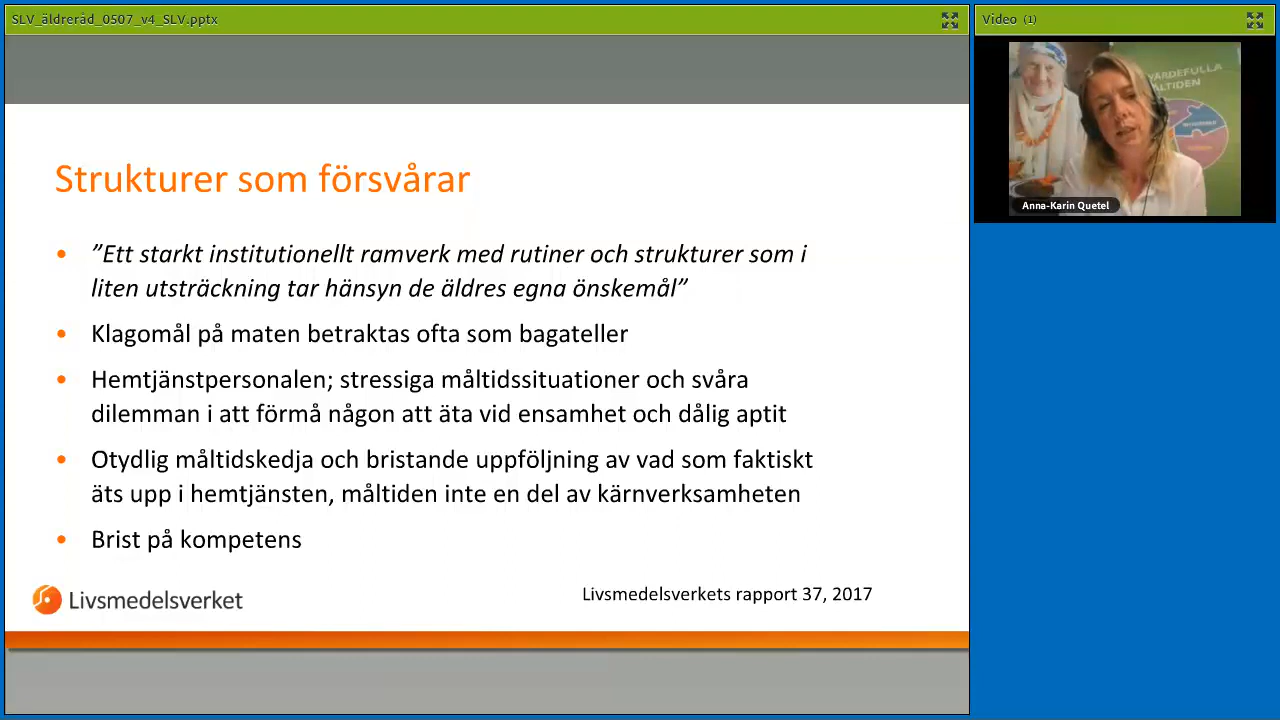 SLV_äldreråd_0507_v4_SLV.pptx
Video (1)
VÄRDEFULLA
MÅLTIDEN
Anna-Karin Quetel
Strukturer som försvårar
• ”Ett starkt institutionellt ramverk med rutiner och strukturer som i
liten utsträckning tar hänsyn de äldres egna önskemål”
• Klagomål på maten betraktas ofta som bagateller
• Hemtjänstpersonalen; stressiga måltidssituationer och svåra
dilemman i att förmå någon att äta vid ensamhet och dålig aptit
• Otydlig måltidskedja och bristande uppföljning av vad som faktiskt
äts upp i hemtjänsten, måltiden inte en del av kärnverksamheten
• Brist på kompetens
Livsmedelsverket
Livsmedelsverkets rapport 37, 2017